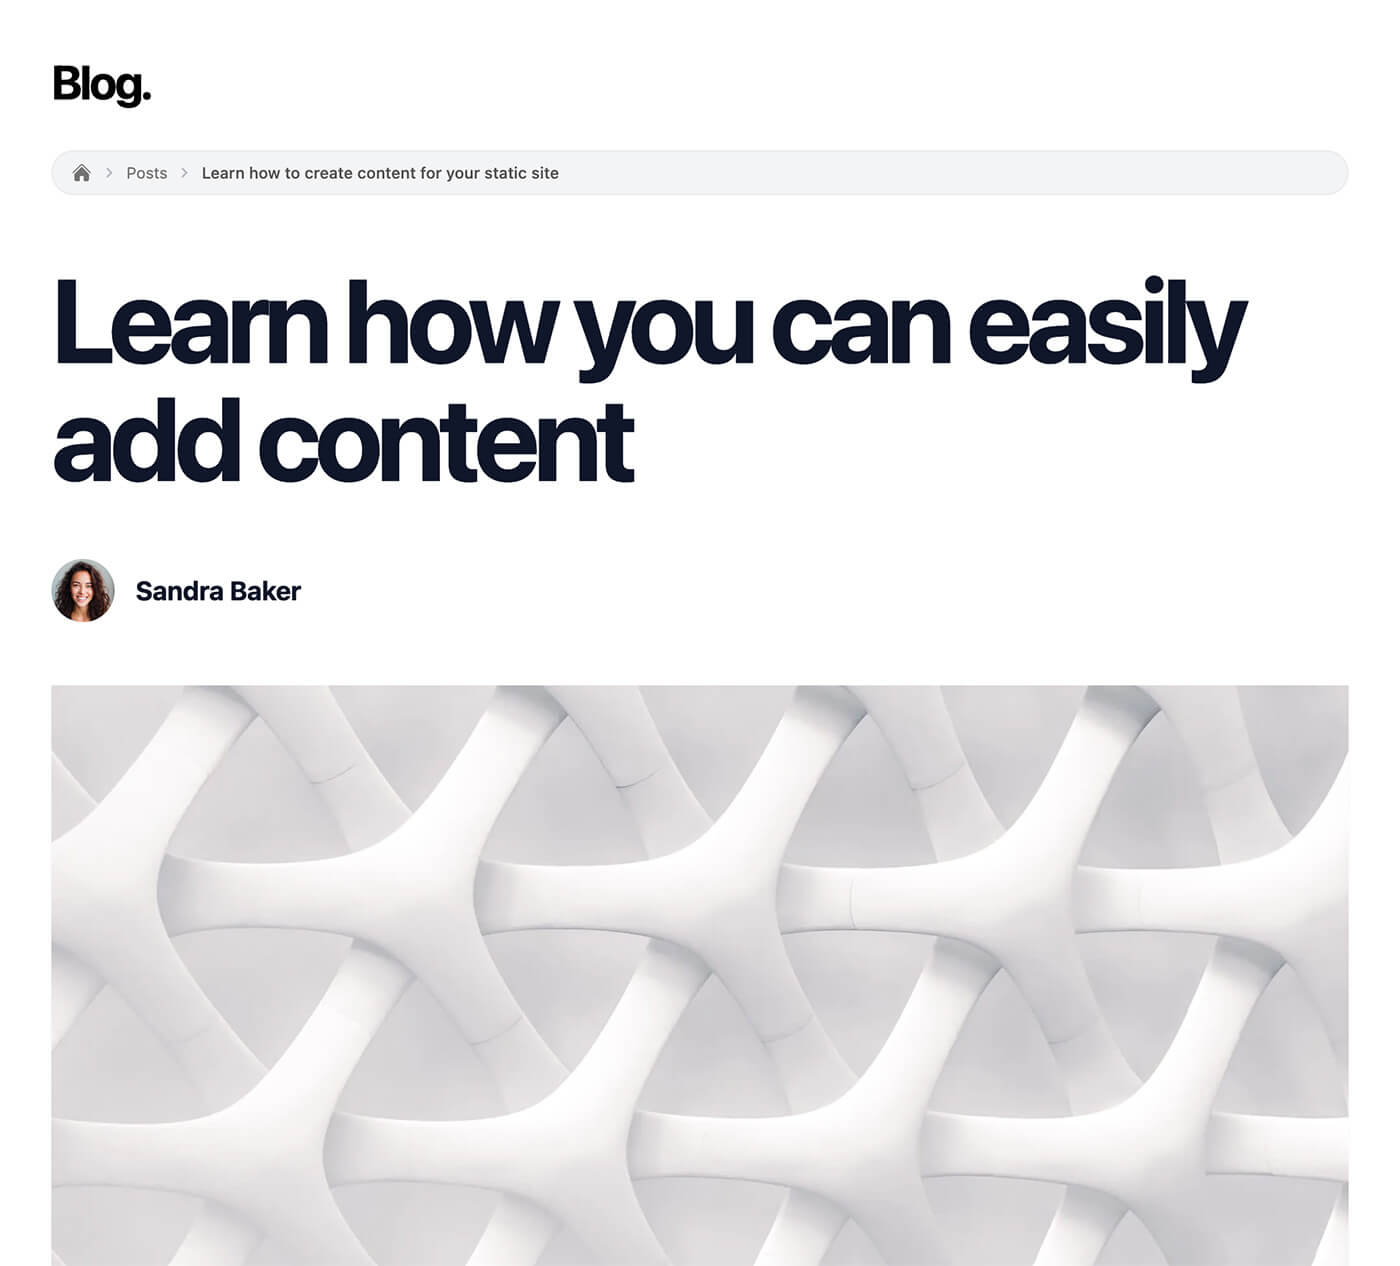 Blog.
Posts
Learn how to create content for your static site
Learn how you can easily
add content
Sandra Baker